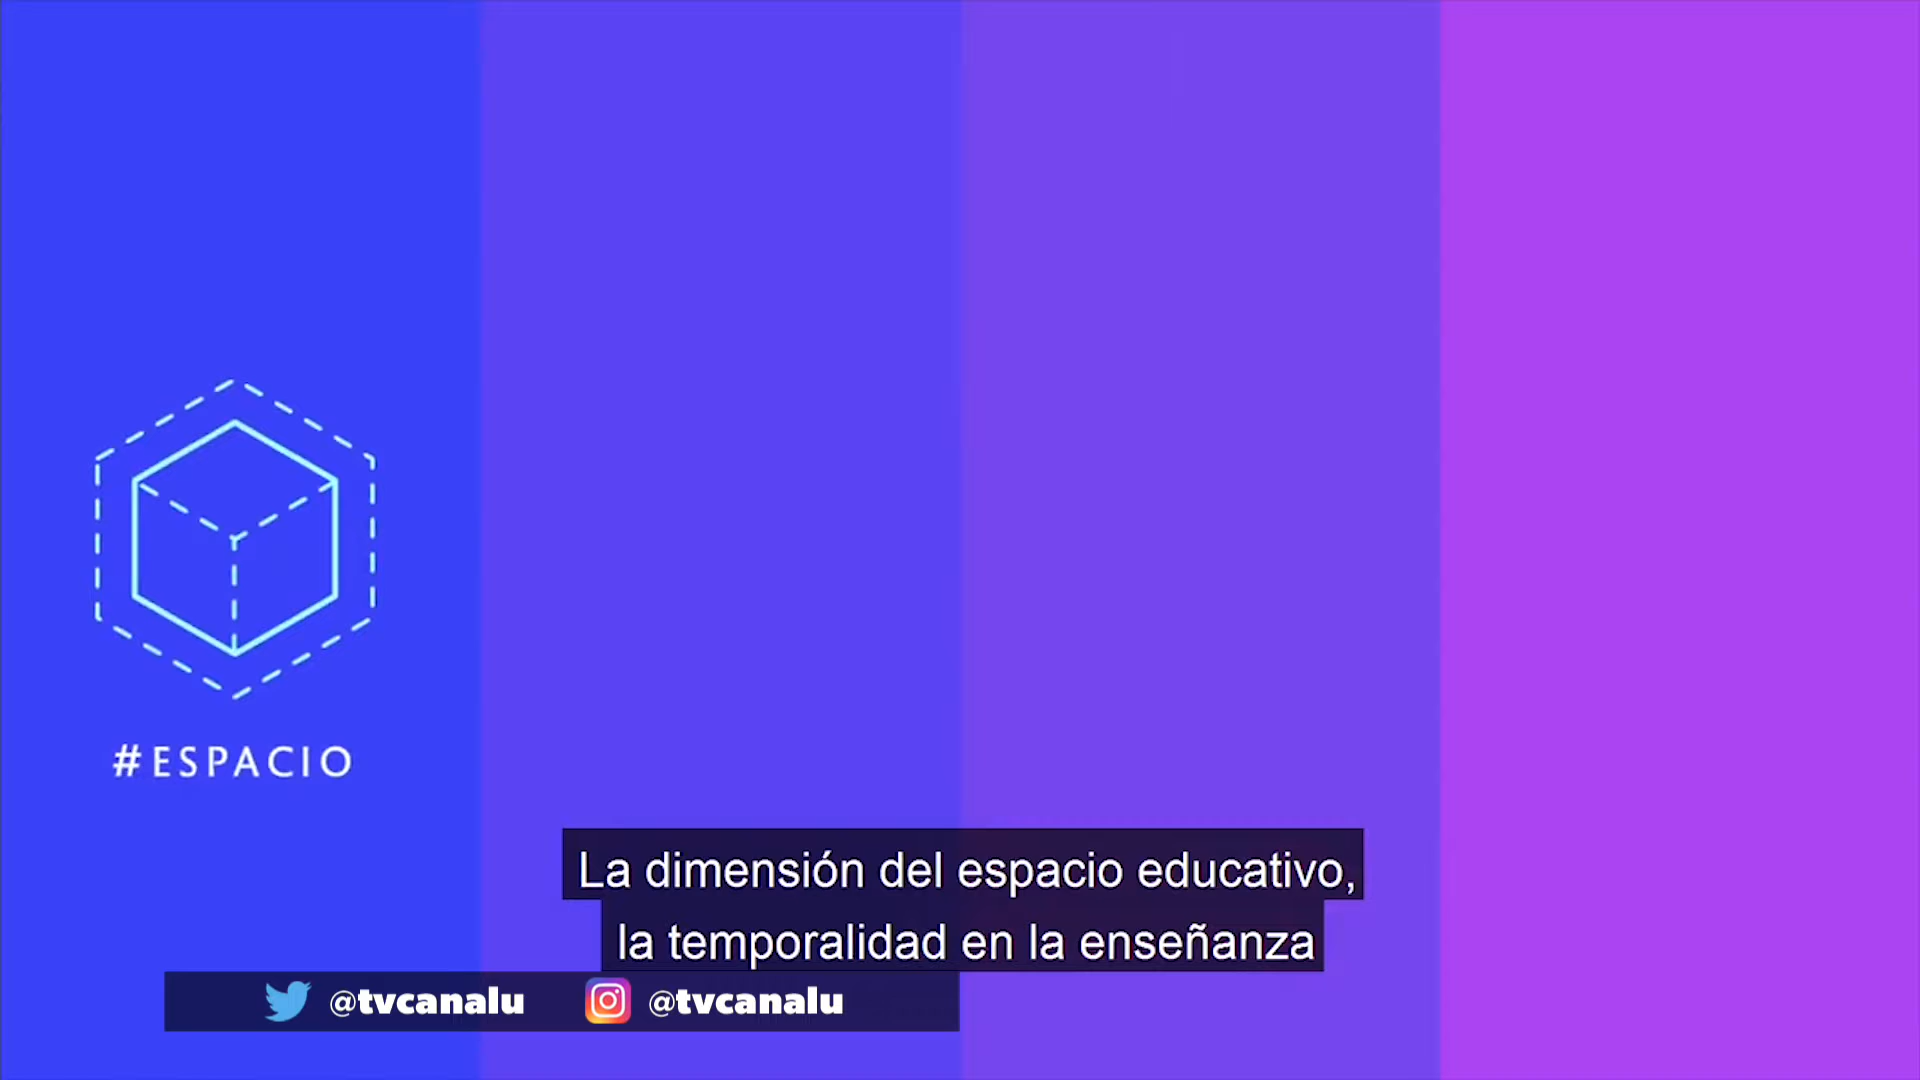 #ESPACIO
La dimensión del espacio educativo,
la temporalidad en la enseñanza
@tvcanalu @tvcanalu